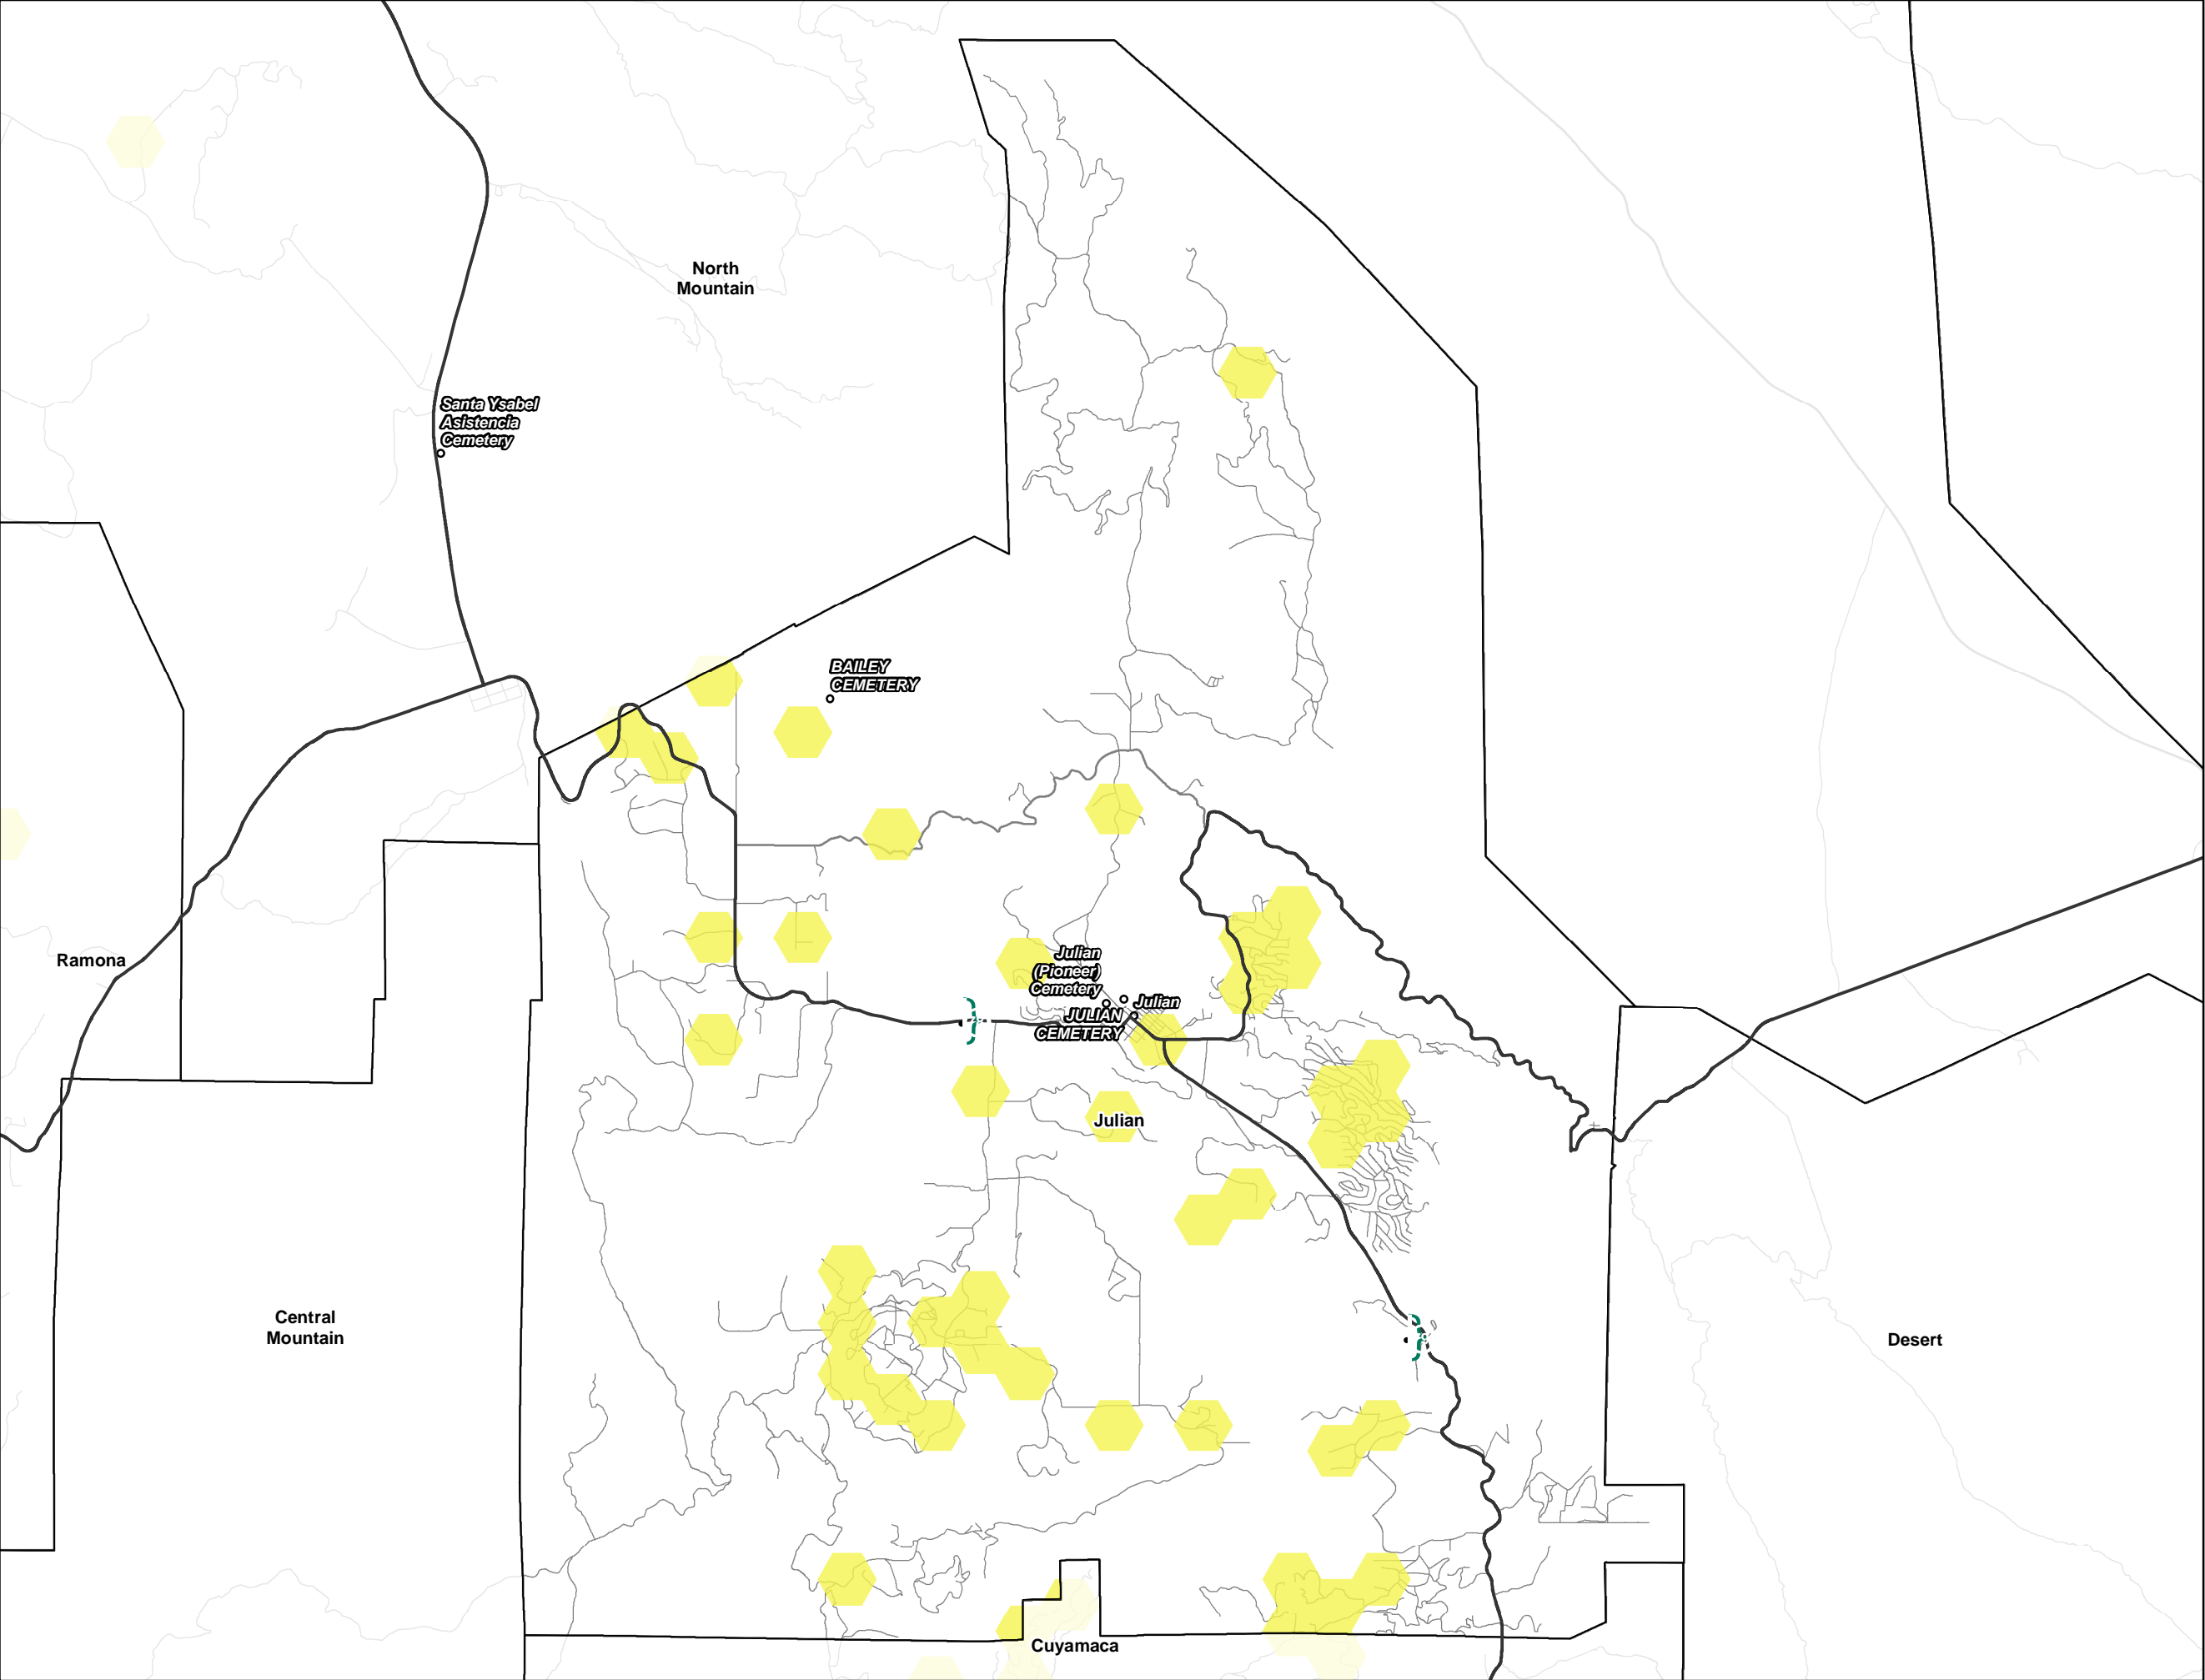 North
Mountain
Santa Ysabel
Asistencia
Cemetery
BAILEY
CEMETERY
Ramona
Julian
(Pioneer)
Cemetery
Julian
JULIAN
CEMETERY
Julian
Central
Mountain
Desert
Cuyamaca